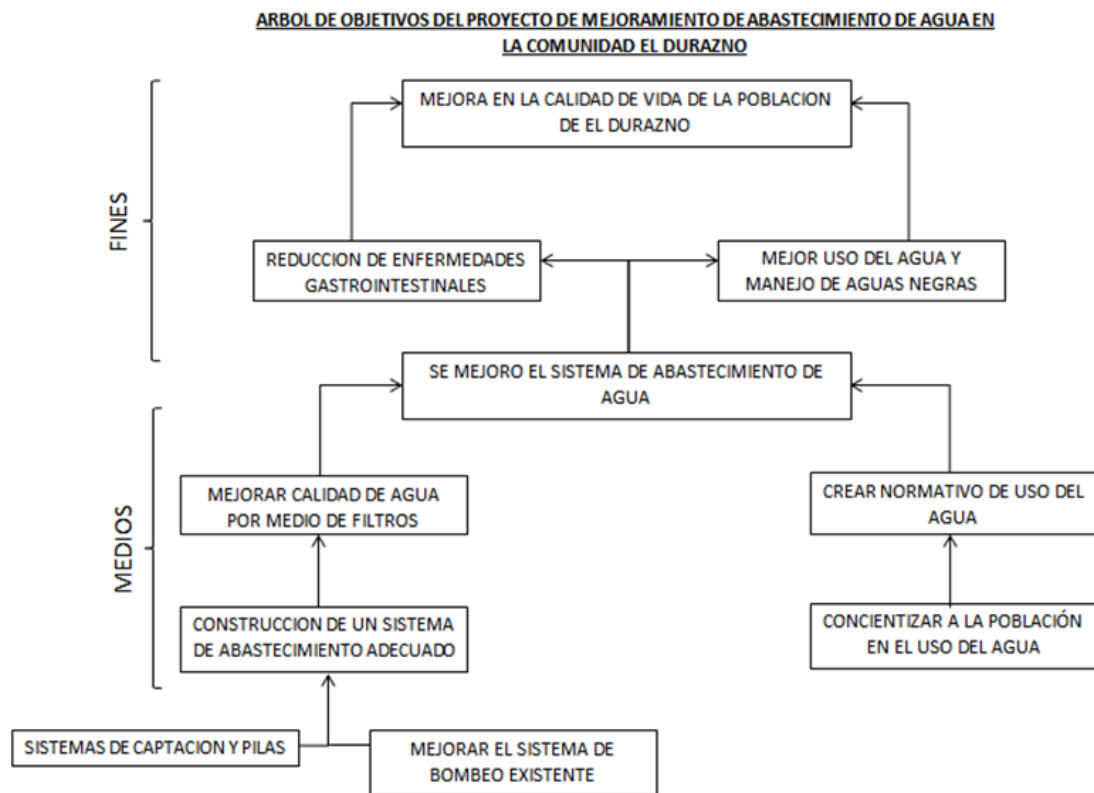 ARBOL DE OBJETIVOS DEL PROYECTO DE MEJORAMIENTO DE ABASTECIMIENTO DE AGUA EN
LA COMUNIDAD EL DURAZNO
MEJORA EN LA CALIDAD DE VIDA DE LA POBLACION
DE EL DURAZNO
FINES
REDUCCION DE ENFERMEDADES
GASTROINTESTINALES
MEJOR USO DEL AGUA Y
MANEJO DE AGUAS NEGRAS
SE MEJORO EL SISTEMA DE ABASTECIMIENTO DE
AGUA
MEDIOS
MEJORAR CALIDAD DE AGUA
POR MEDIO DE FILTROS
CREAR NORMATIVO DE USO DEL
AGUA
CONSTRUCCION DE UN SISTEMA
DE ABASTECIMIENTO ADECUADO
CONCIENTIZAR A LA POBLACIÓN
EN EL USO DEL AGUA
SISTEMAS DE CAPTACION Y PILAS
MEJORAR EL SISTEMA DE
BOMBEO EXISTENTE